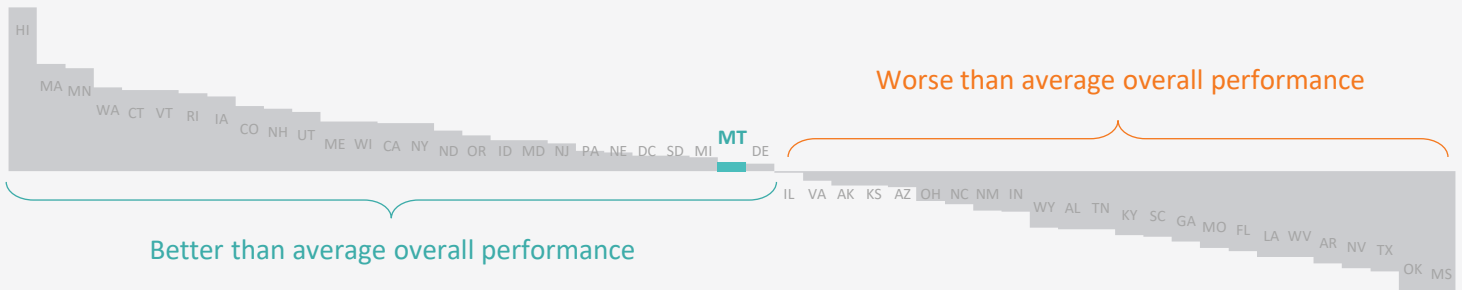 HI
MA
MN
WA
CT
VT
RI
IA
CO
NH
UT
ME
WI
CA
NY
ND
OR
ID
MD
NJ
PA
NE
DC
SD
MI
MT
DE
Worse than average overall performance
IL
VA
AK
KS
AZ
OH
NC
NM
IN
WY
AL
TN
KY
SC
GA
MO
FL
LA
WV
AR
NV
TX
OK
MS
Better than average overall performance